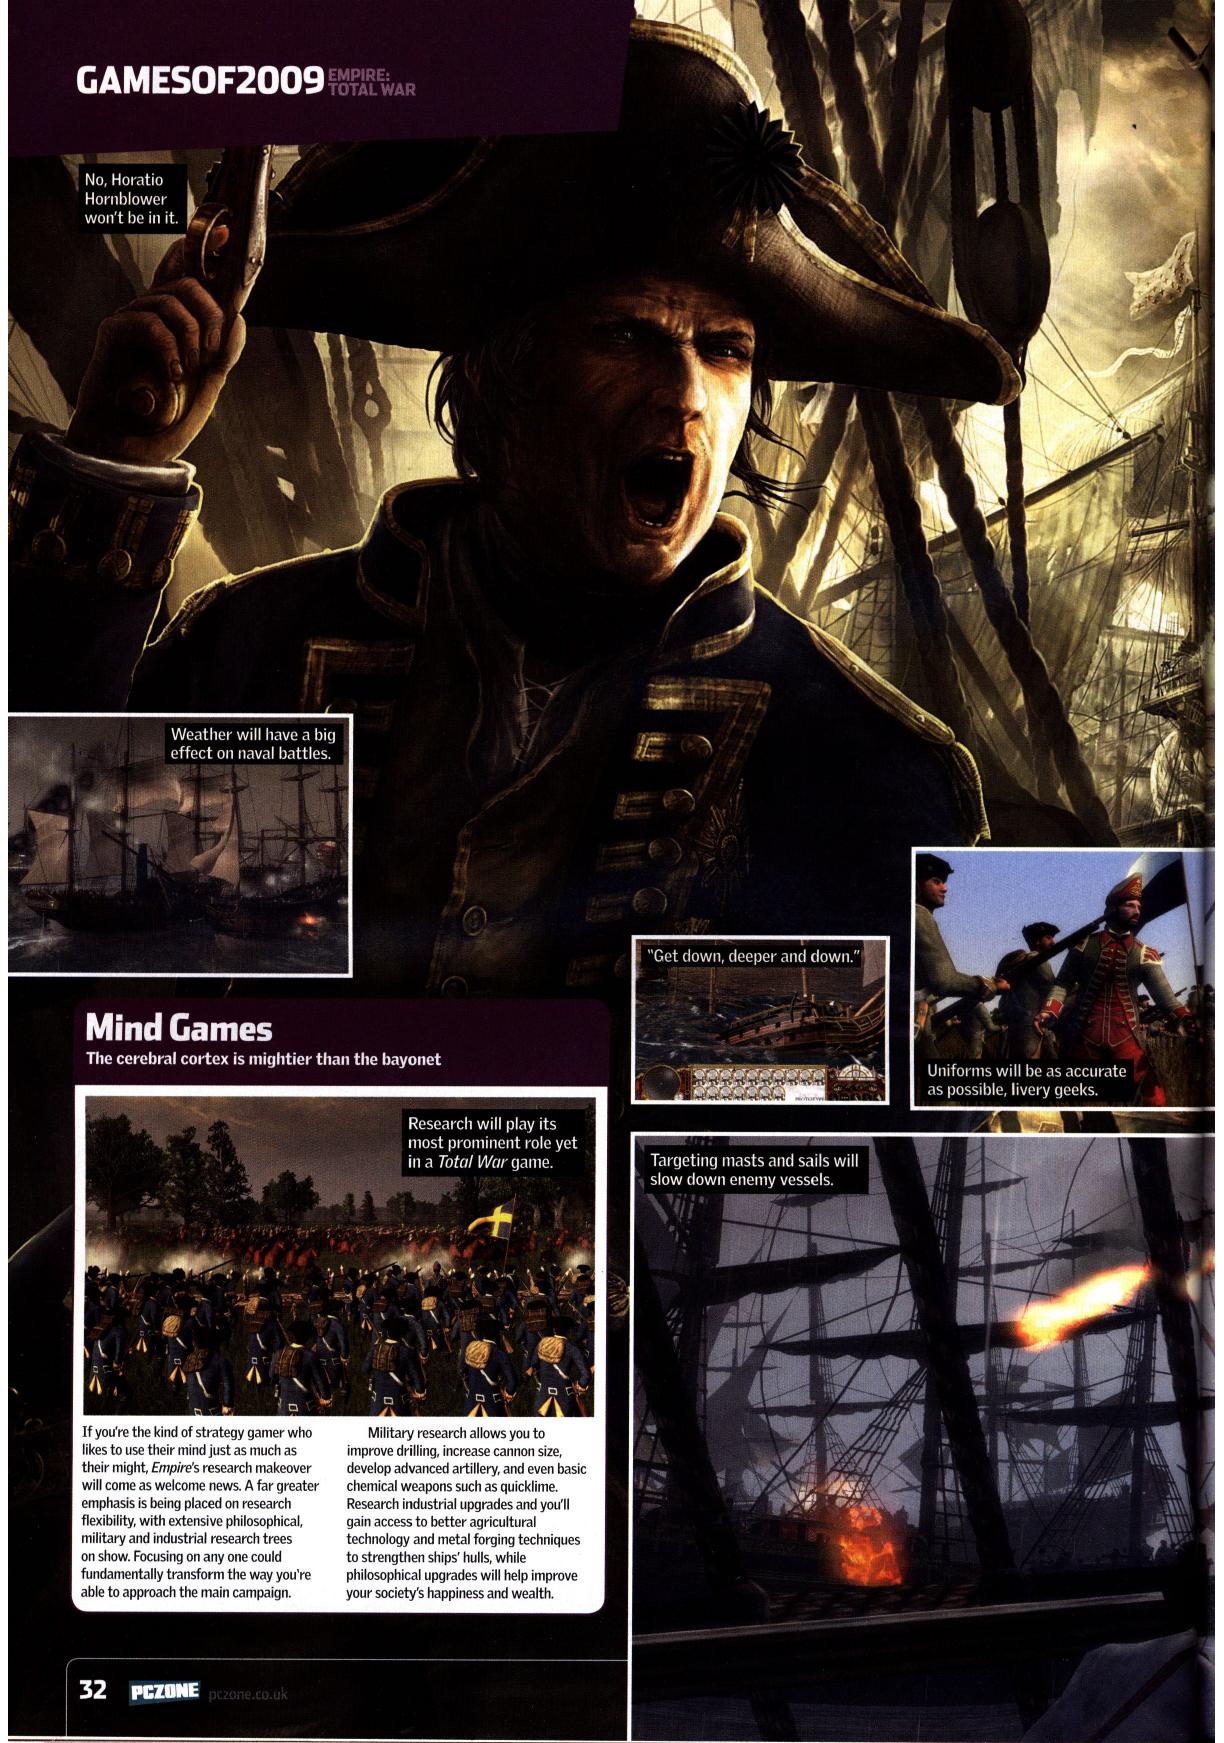 GAMESOF2009 EMPIRE:
TOTAL WAR
No, Horatio
Hornblower
won't be in it.
Weather will have a big
effect on naval battles.
"Get down, deeper and down."
Uniforms will be as accurate
as possible, livery geeks.
Mind Games
The cerebral cortex is mightier than the bayonet
Research will play its
most prominent role yet
in a Total War game.
Targeting masts and sails will
slow down enemy vessels.
If you're the kind of strategy gamer who
likes to use their mind just as much as
their might, Empire's research makeover
will come as welcome news. A far greater
emphasis is being placed on research
flexibility, with extensive philosophical,
military and industrial research trees
on show. Focusing on any one could
fundamentally transform the way you're
able to approach the main campaign.
Military research allows you to
improve drilling, increase cannon size,
develop advanced artillery, and even basic
chemical weapons such as quicklime.
Research industrial upgrades and you'll
gain access to better agricultural
technology and metal forging techniques
to strengthen ships' hulls, while
philosophical upgrades will help improve
your society's happiness and wealth.
32 PCZONE pczone.co.uk